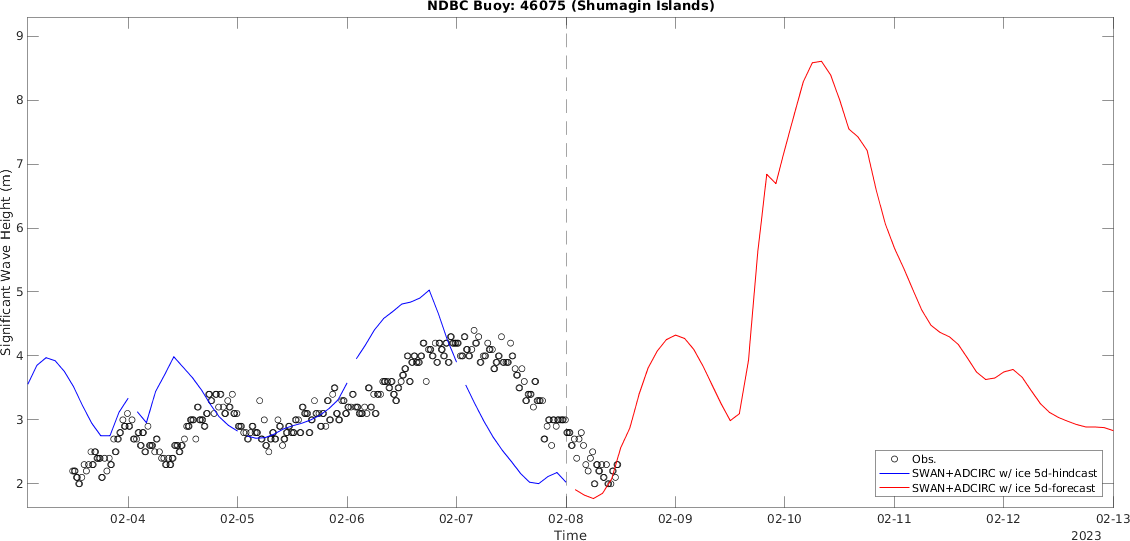 NDBC Buoy: 46075 (Shumagin Islands)
Significant Wave Height (m)
9
8
7
6
5
4
3
2
Obs.
SWAN+ADCIRC w/ ice 5d-hindcast
SWAN+ADCIRC w/ ice 5d-forecast
02-04 02-05 02-06 02-07 02-08 02-09 02-10 02-11 02-12 02-13
Time
2023